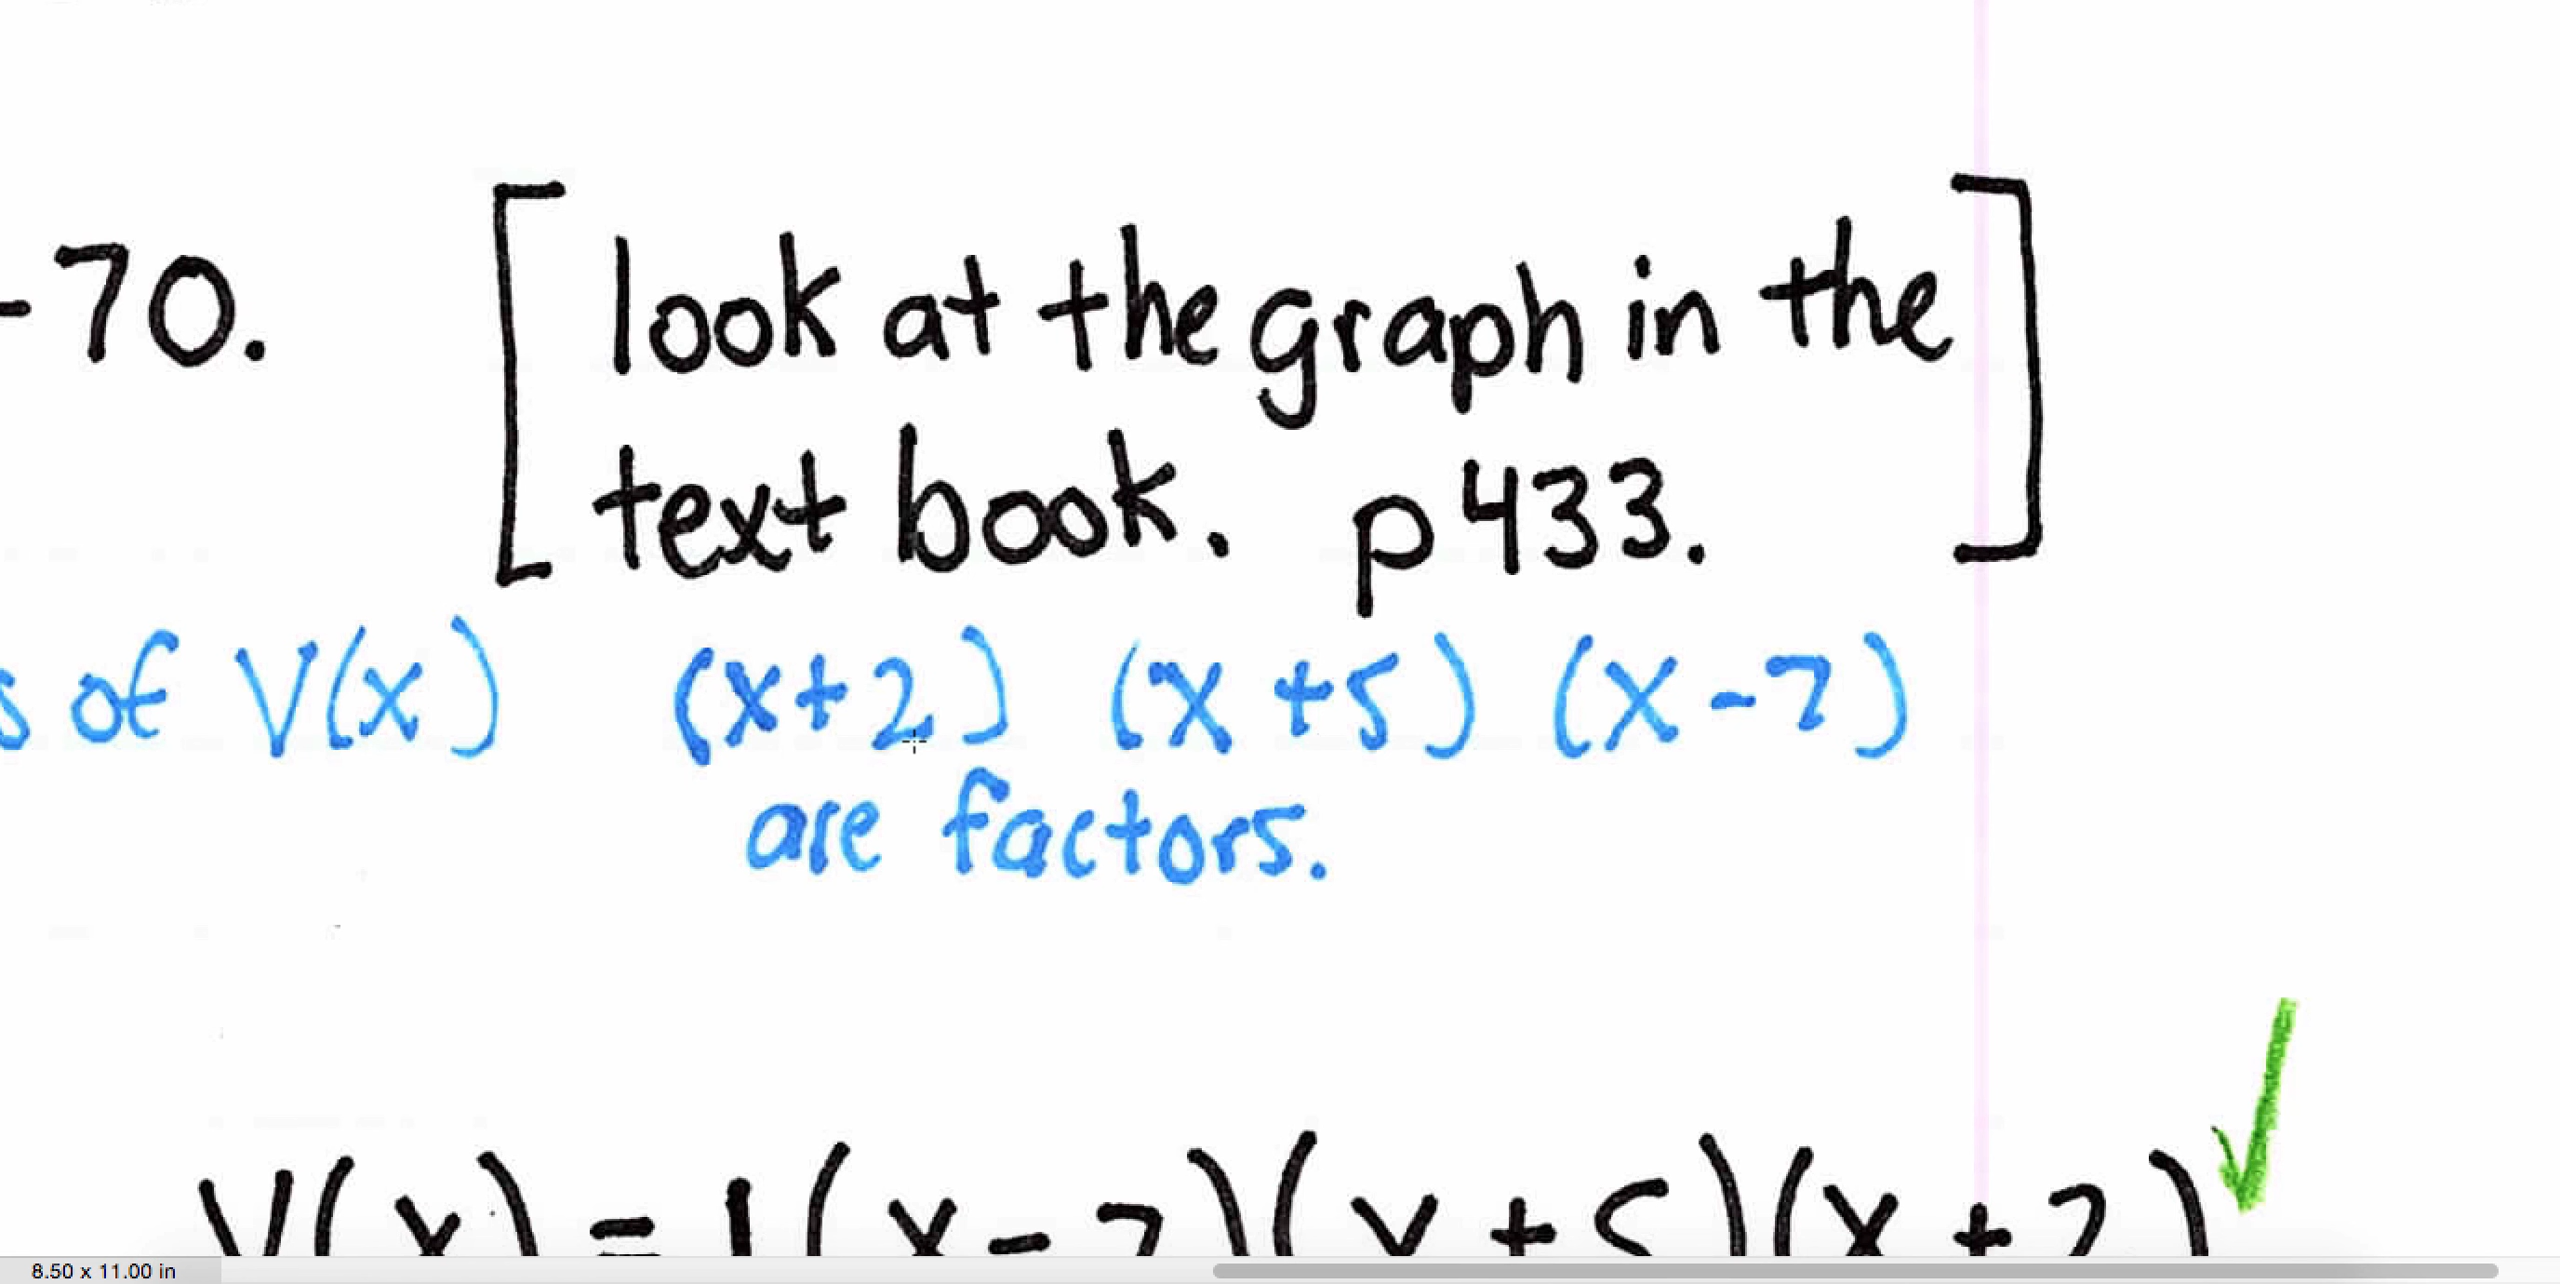 -70.
look at the graph in the
text book. p433.
s of V(x) (x+2) (x+5) (x-7)
are factors.
V(x) = 1(x-7)(x+5)(x+2)
8.50 x 11.00 in